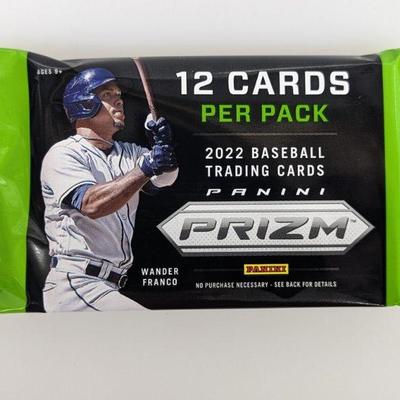 AGES 9+
12 CARDS
PER PACK
2022 BASEBALL
TRADING CARDS
PANINI
PRIZM
PANINI
WANDER
FRANCO
NO PURCHASE NECESSARY - SEE BACK FOR DETAILS